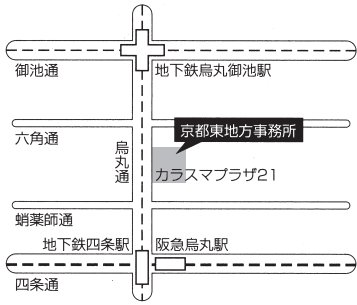 御池通
地下鉄烏丸御池駅
六角通
京都東地方事務所
烏丸通
カラスマプラザ21
蛸薬師通
地下鉄四条駅
阪急烏丸駅
四条通